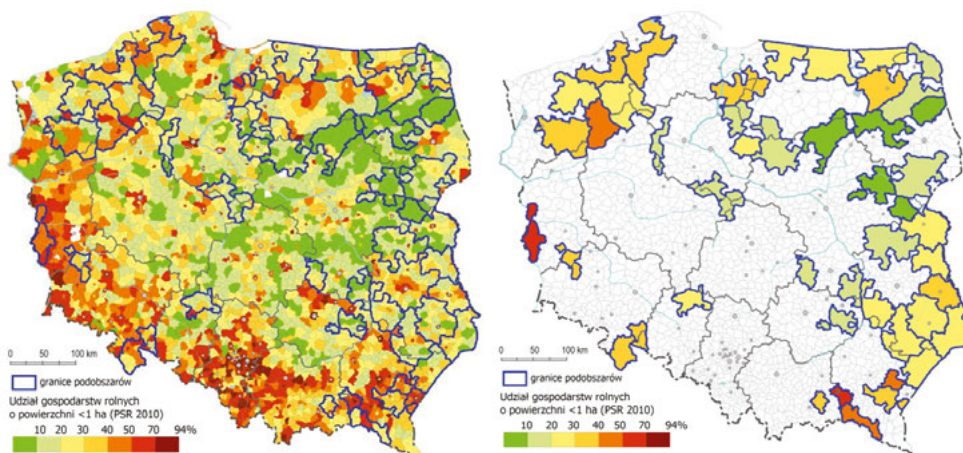 0 50 100 km
granice podobszarów
Udział gospodarstw rolnych
o powierzchni <1 ha (PSR 2010)
10 20 30 40 50 70 94%
0 50 100 km
granice podobszarów
Udział gospodarstw rolnych
o powierzchni <1 ha (PSR 2010)
10 20 30 40 50 70 94%